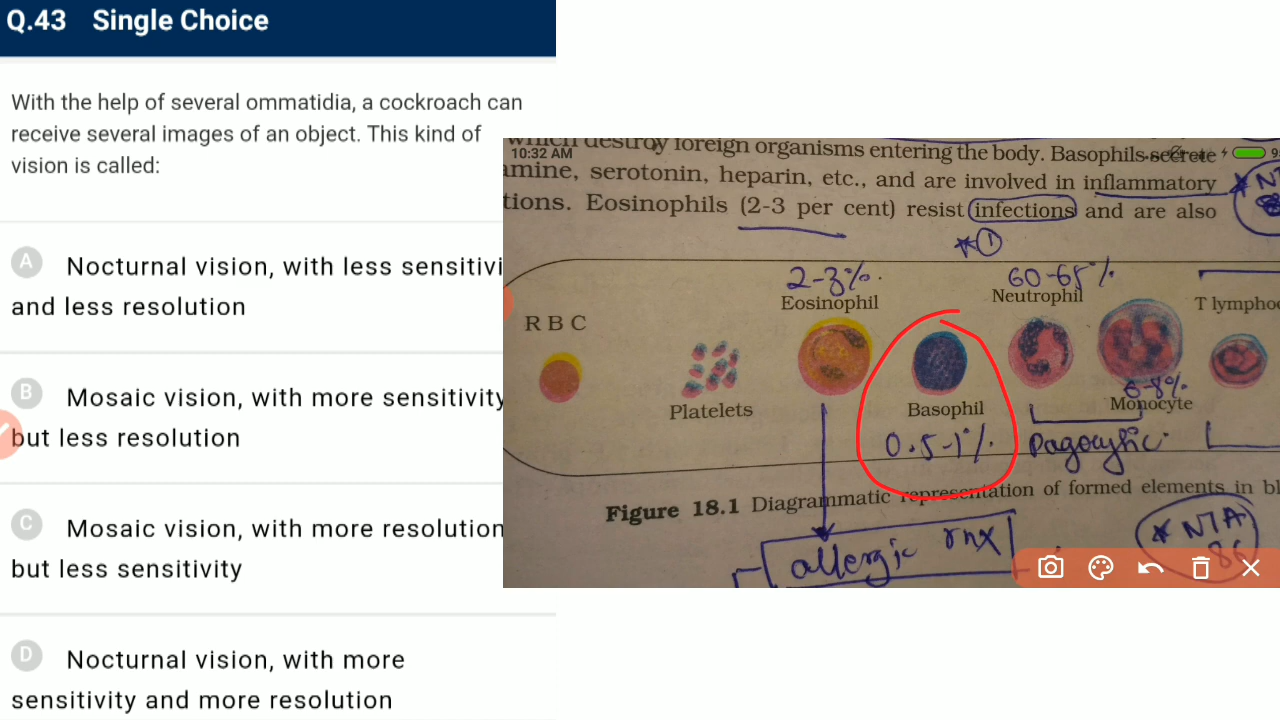 Q.43 Single Choice
With the help of several ommatidia, a cockroach can
receive several images of an object. This kind of
vision is called:
A Nocturnal vision, with less sensitivi
and less resolution
B Mosaic vision, with more sensitivity
but less resolution
C Mosaic vision, with more resolution
but less sensitivity
D Nocturnal vision, with more
sensitivity and more resolution
which destroy foreign organisms entering the body. Basophils secrete
10:32 AM
amine, serotonin, heparin, etc., and are involved in inflammatory
tions. Eosinophils (2-3 per cent) resist infections and are also
1
2-3%.
Eosinophil
60-65%
Neutrophil
T lympho
RBC
Platelets
Basophil
0.5-1%.
6-8%
Monocyte
Pagocytic
Figure 18.1 Diagrammatic representation of formed elements in bl
allergic rnx
NTA
86